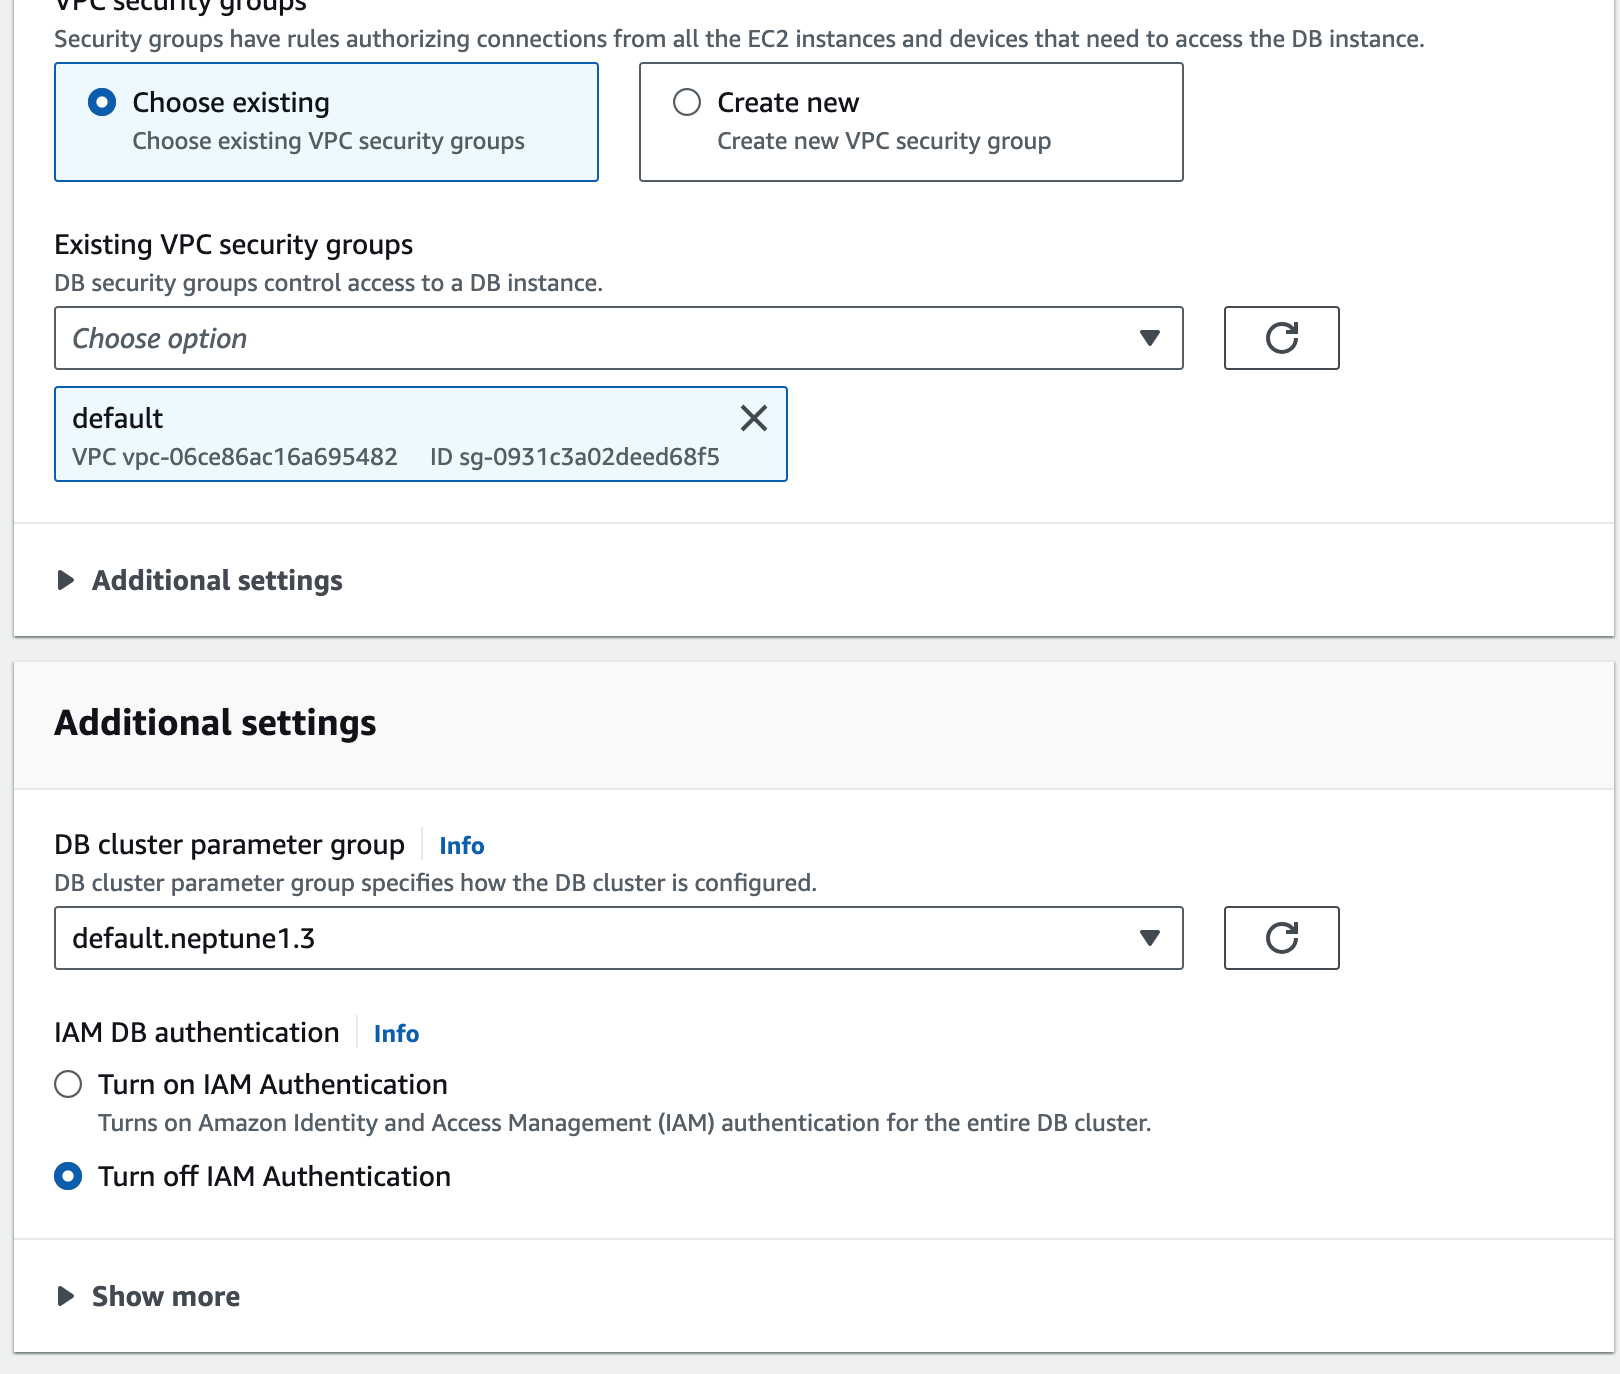 VPC security groups
Security groups have rules authorizing connections from all the EC2 instances and devices that need to access the DB instance.
Choose existing
Choose existing VPC security groups
Create new
Create new VPC security group
Existing VPC security groups
DB security groups control access to a DB instance.
Choose option
default
VPC vpc-06ce86ac16a695482 ID sg-0931c3a02deed68f5
Additional settings
Additional settings
DB cluster parameter group Info
DB cluster parameter group specifies how the DB cluster is configured.
default.neptune1.3
IAM DB authentication Info
Turn on IAM Authentication
Turns on Amazon Identity and Access Management (IAM) authentication for the entire DB cluster.
Turn off IAM Authentication
Show more